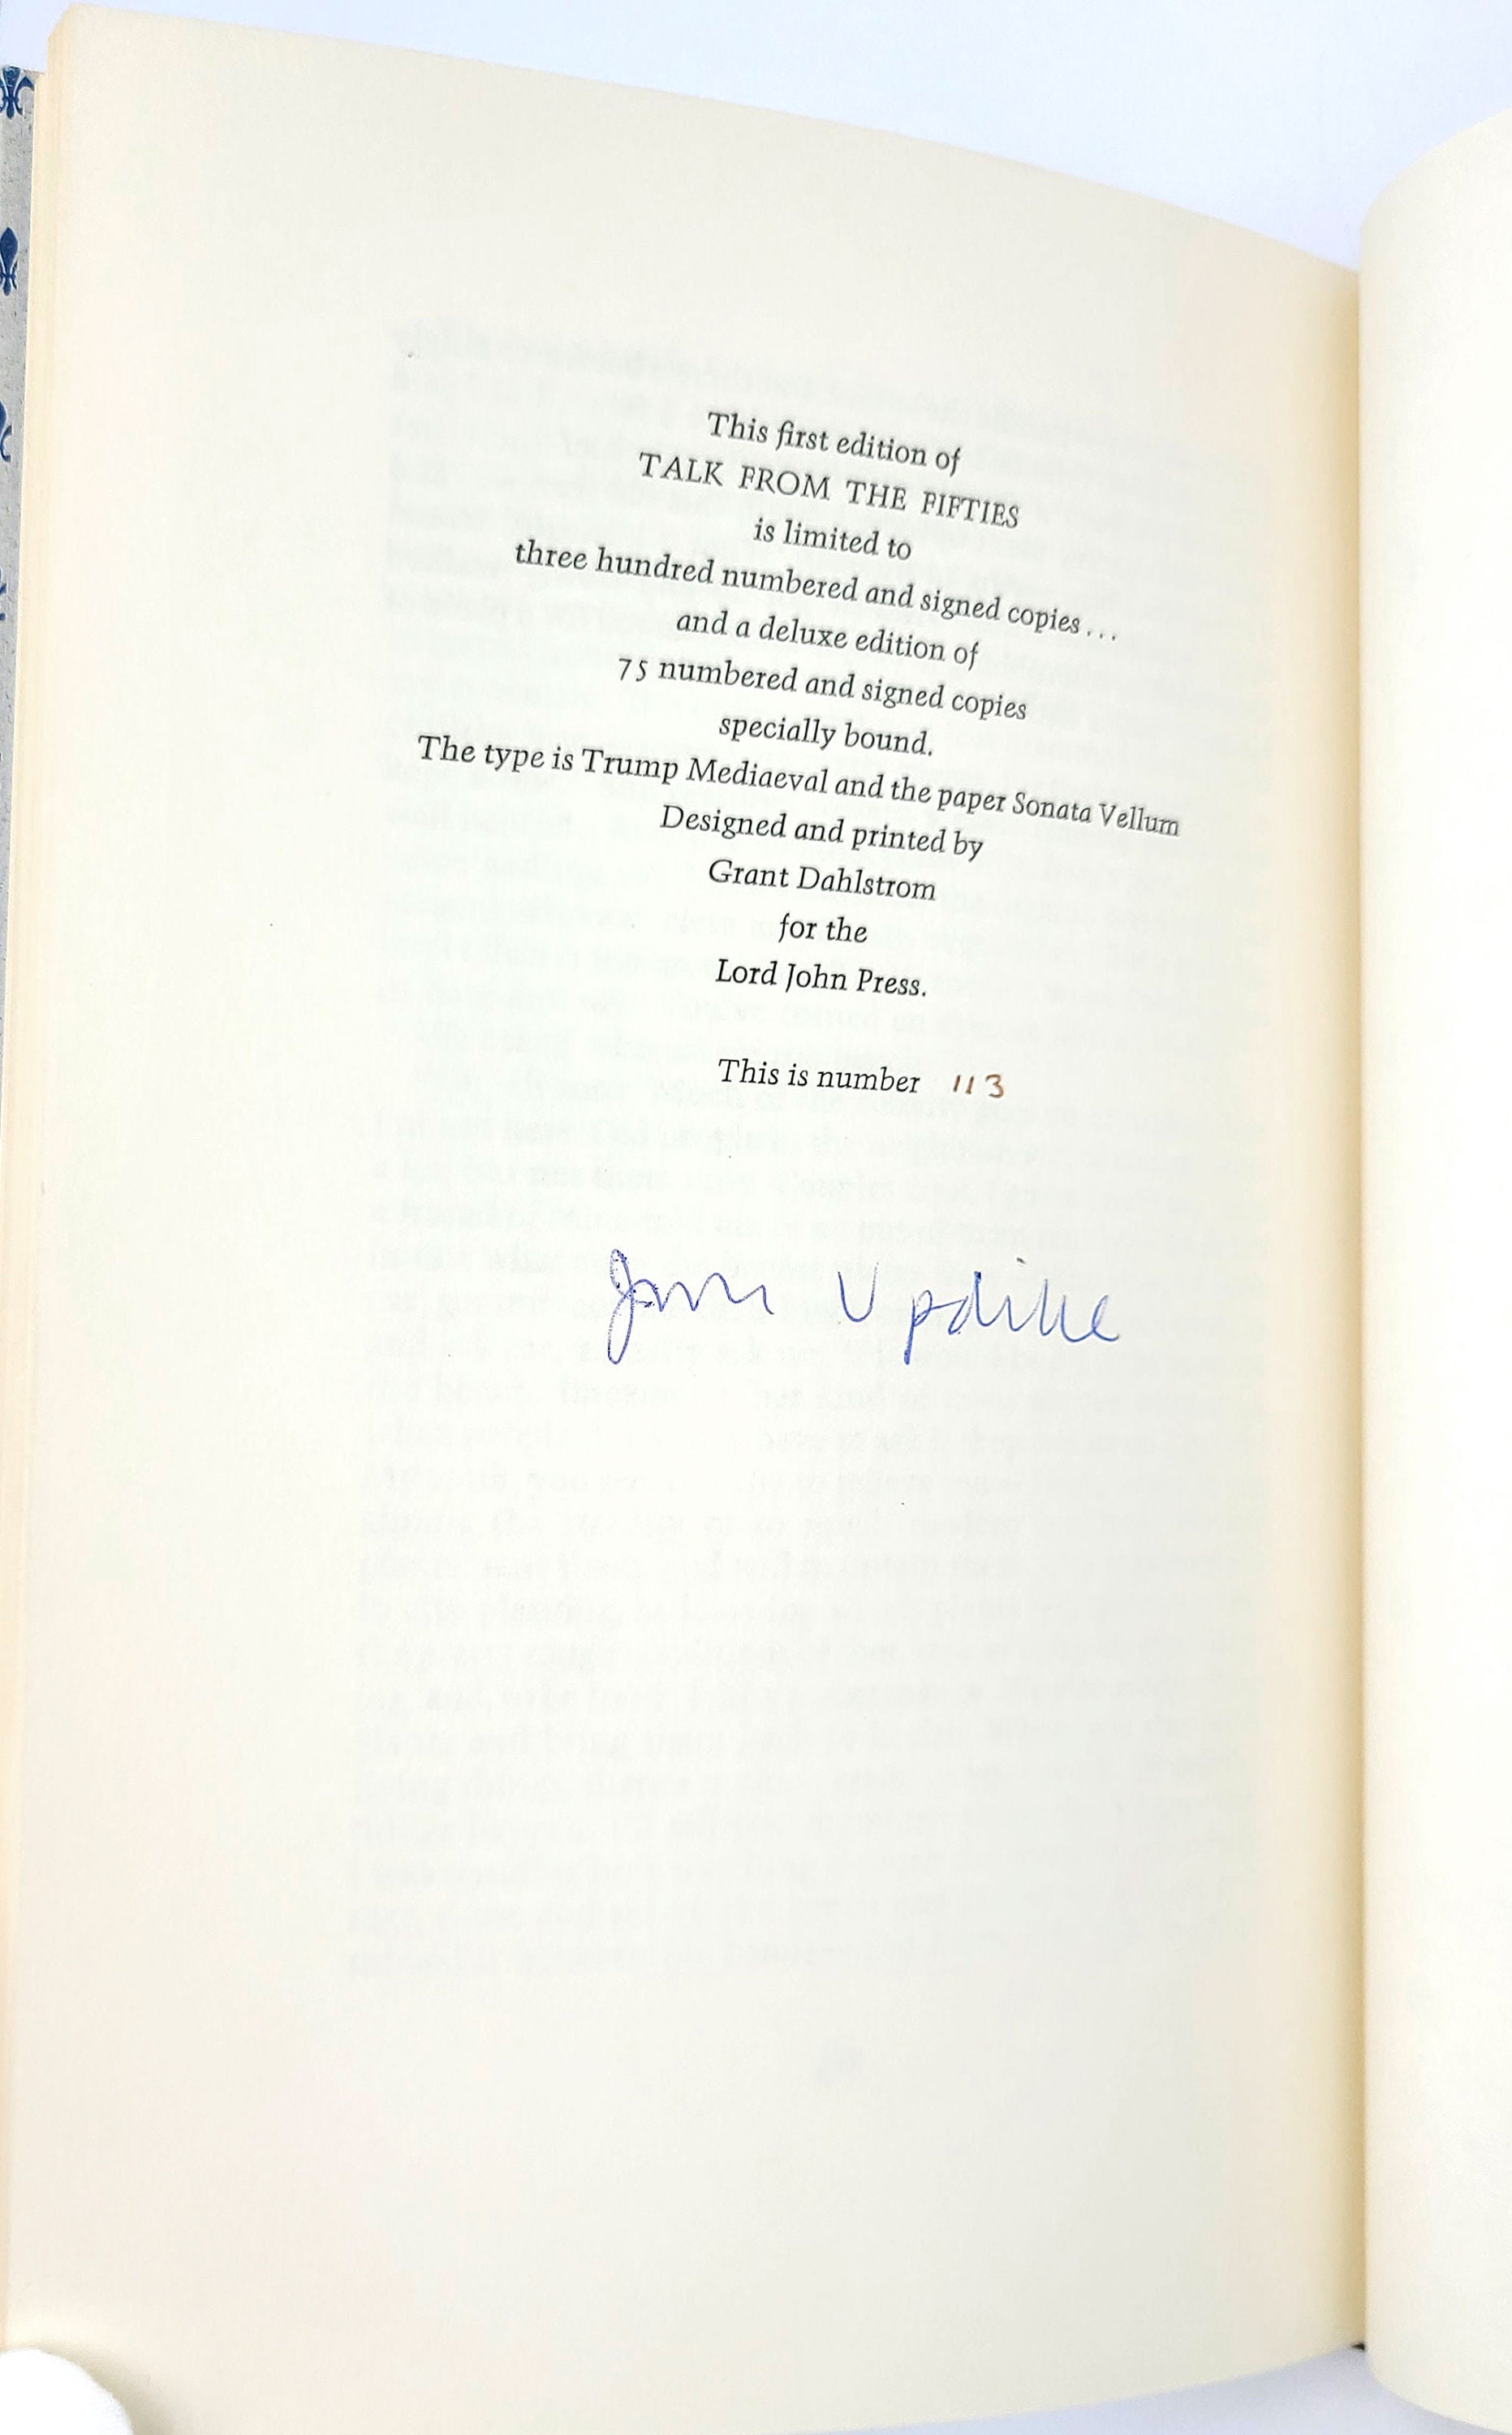 This first edition of
TALK FROM THE FIFTIES
is limited to
three hundred numbered and signed copies...
and a deluxe edition of
75 numbered and signed copies
specially bound.
The type is Trump Mediaeval and the paper Sonata Vellum
Designed and printed by
Grant Dahlstrom
for the
Lord John Press.
This is number 113
John Updike